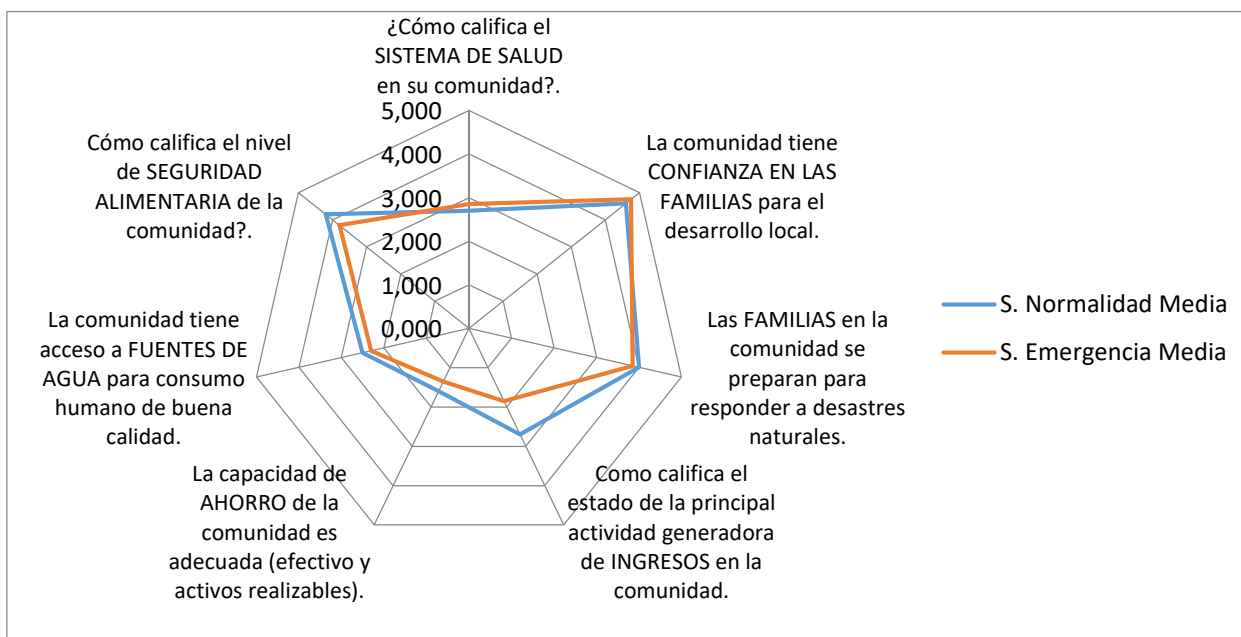 ¿Cómo califica el
SISTEMA DE SALUD
en su comunidad?.
5,000
4,000
3,000
2,000
1,000
0,000
La comunidad tiene
CONFIANZA EN LAS
FAMILIAS para el
desarrollo local.
Las FAMILIAS en la
comunidad se
preparan para
responder a desastres
naturales.
Como califica el
estado de la principal
actividad generadora
de INGRESOS en la
comunidad.
La capacidad de
AHORRO de la
comunidad es
adecuada (efectivo y
activos realizables).
La comunidad tiene
acceso a FUENTES DE
AGUA para consumo
humano de buena
calidad.
Cómo califica el nivel
de SEGURIDAD
ALIMENTARIA de la
comunidad?.
S. Normalidad Media
S. Emergencia Media